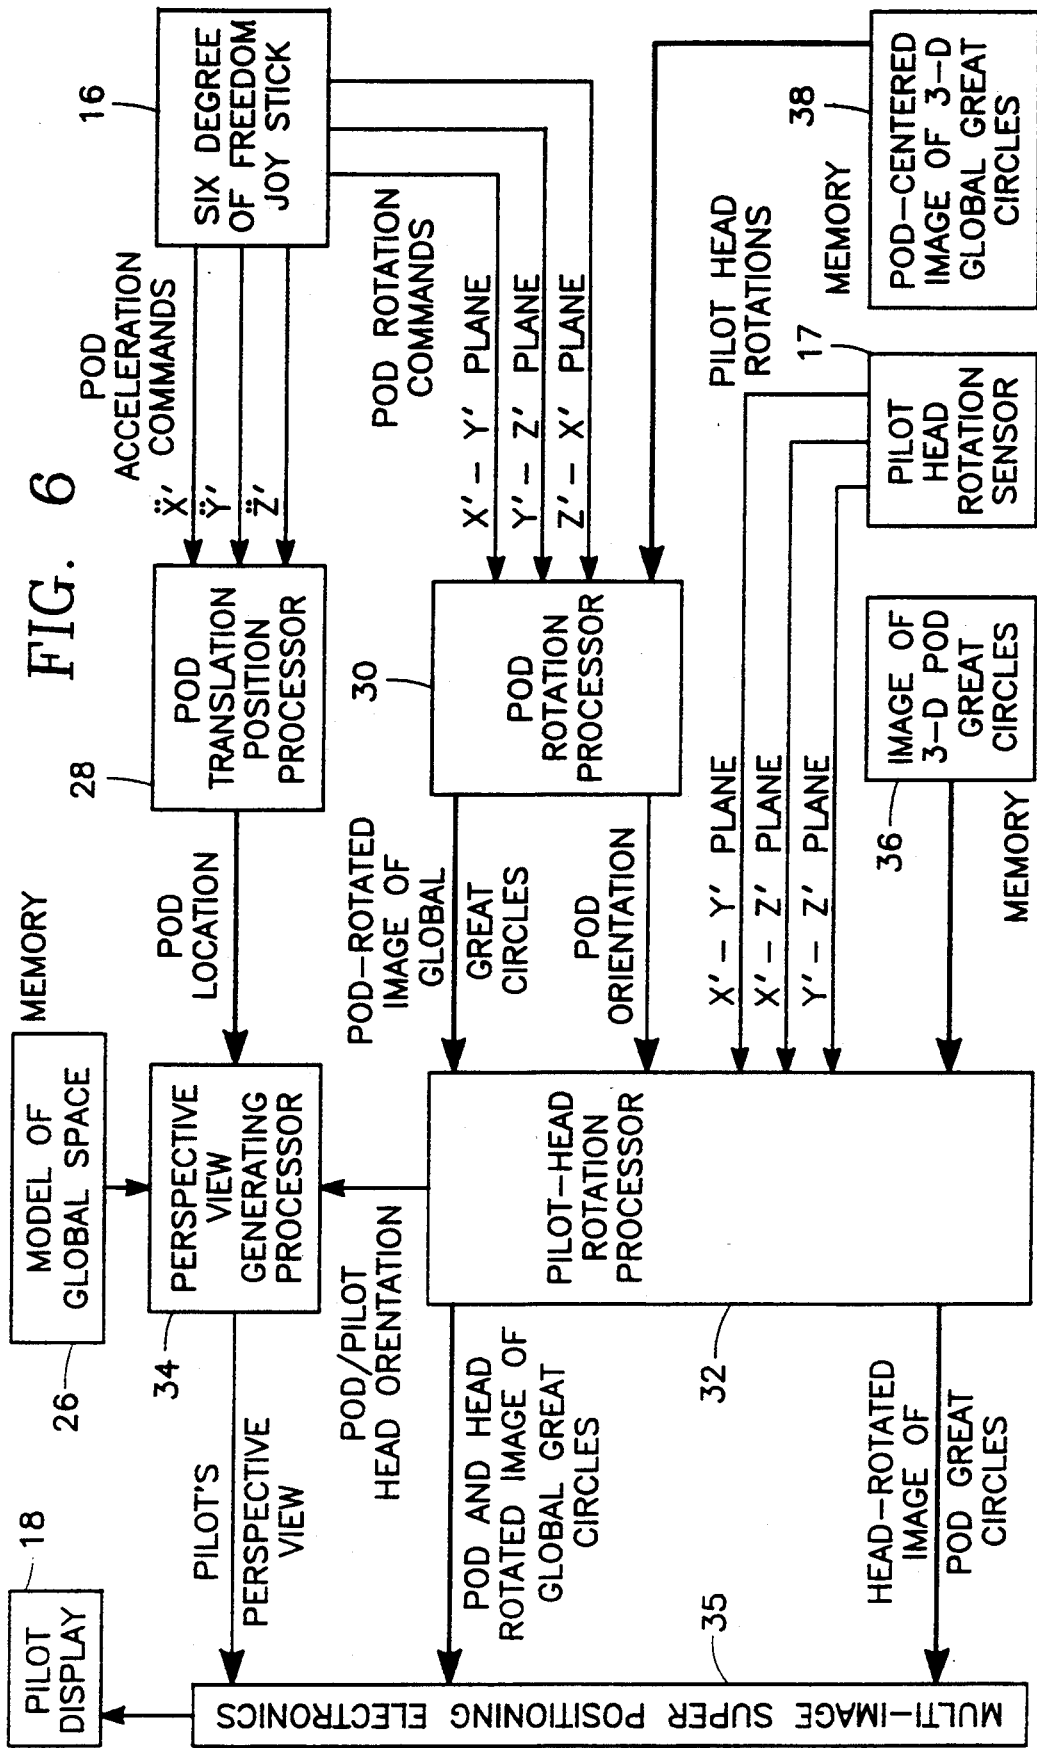 FIG. 6
PILOT
DISPLAY
18
MODEL OF
GLOBAL SPACE
26
MEMORY
16
SIX DEGREE
OF FREEDOM
JOY STICK
PILOT'S
PERSPECTIVE
VIEW
34
PERSPECTIVE
VIEW
GENERATING
PROCESSOR
POD
LOCATION
28
POD
TRANSLATION
POSITION
PROCESSOR
POD
ACCELERATION
COMMANDS
Ẍ'
Ÿ'
Z̈'
POD/PILOT
HEAD ORENTATION
POD ROTATION
COMMANDS
X'– Y' PLANE
Y'– Z' PLANE
Z'– X' PLANE
30
POD
ROTATION
PROCESSOR
POD–ROTATED
IMAGE OF
GLOBAL
GREAT
CIRCLES
POD
ORIENTATION
PILOT–HEAD
ROTATION
PROCESSOR
32
POD AND HEAD
ROTATED IMAGE OF
GLOBAL GREAT
CIRCLES
35
MULTI–IMAGE SUPER POSITIONING ELECTRONICS
HEAD–ROTATED
IMAGE OF
POD GREAT
CIRCLES
X'– Y' PLANE
X'– Z' PLANE
Y'– Z' PLANE
PILOT HEAD
ROTATIONS
36
IMAGE OF
3–D POD
GREAT
CIRCLES
MEMORY
17
PILOT
HEAD
ROTATION
SENSOR
MEMORY
38
POD–CENTERED
IMAGE OF 3–D
GLOBAL GREAT
CIRCLES